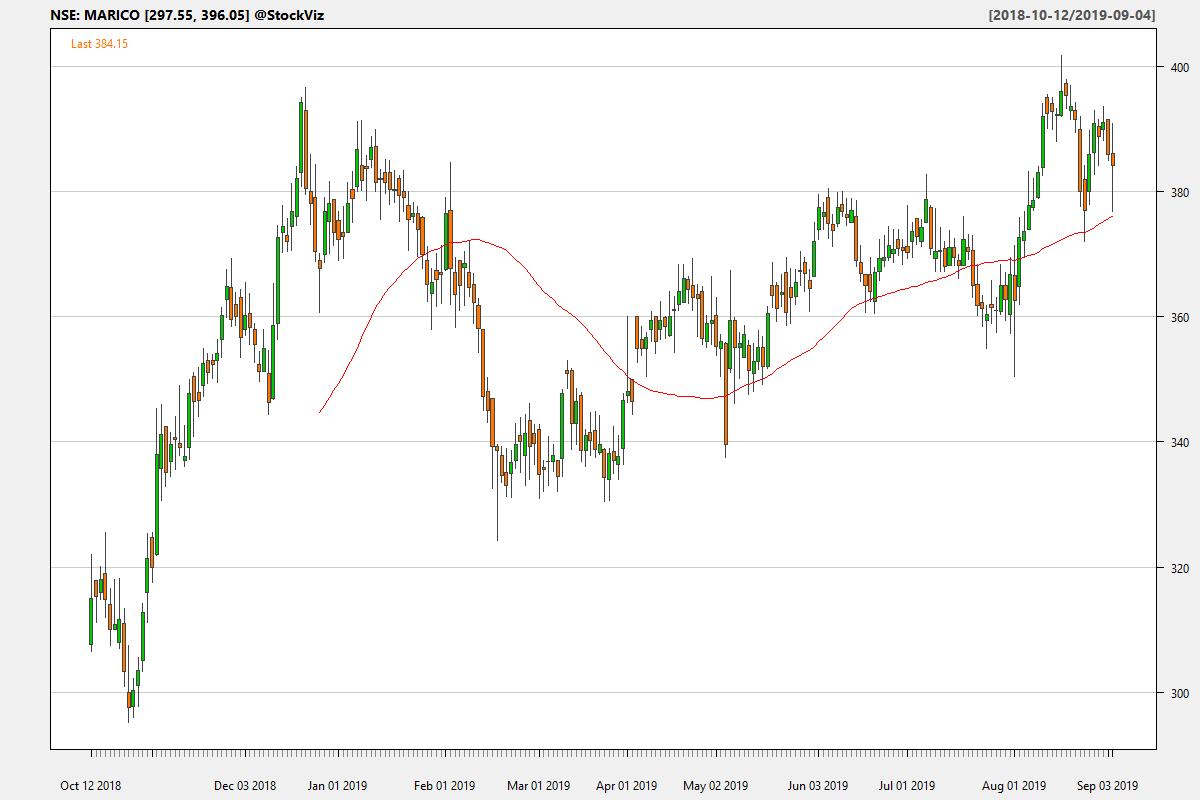 NSE: MARICO [297.55, 396.05] @StockViz
[2018-10-12/2019-09-04]
Last 384.15
400
380
360
340
320
300
Oct 12 2018
Dec 03 2018
Jan 01 2019
Feb 01 2019
Mar 01 2019
Apr 01 2019
May 02 2019
Jun 03 2019
Jul 01 2019
Aug 01 2019
Sep 03 2019